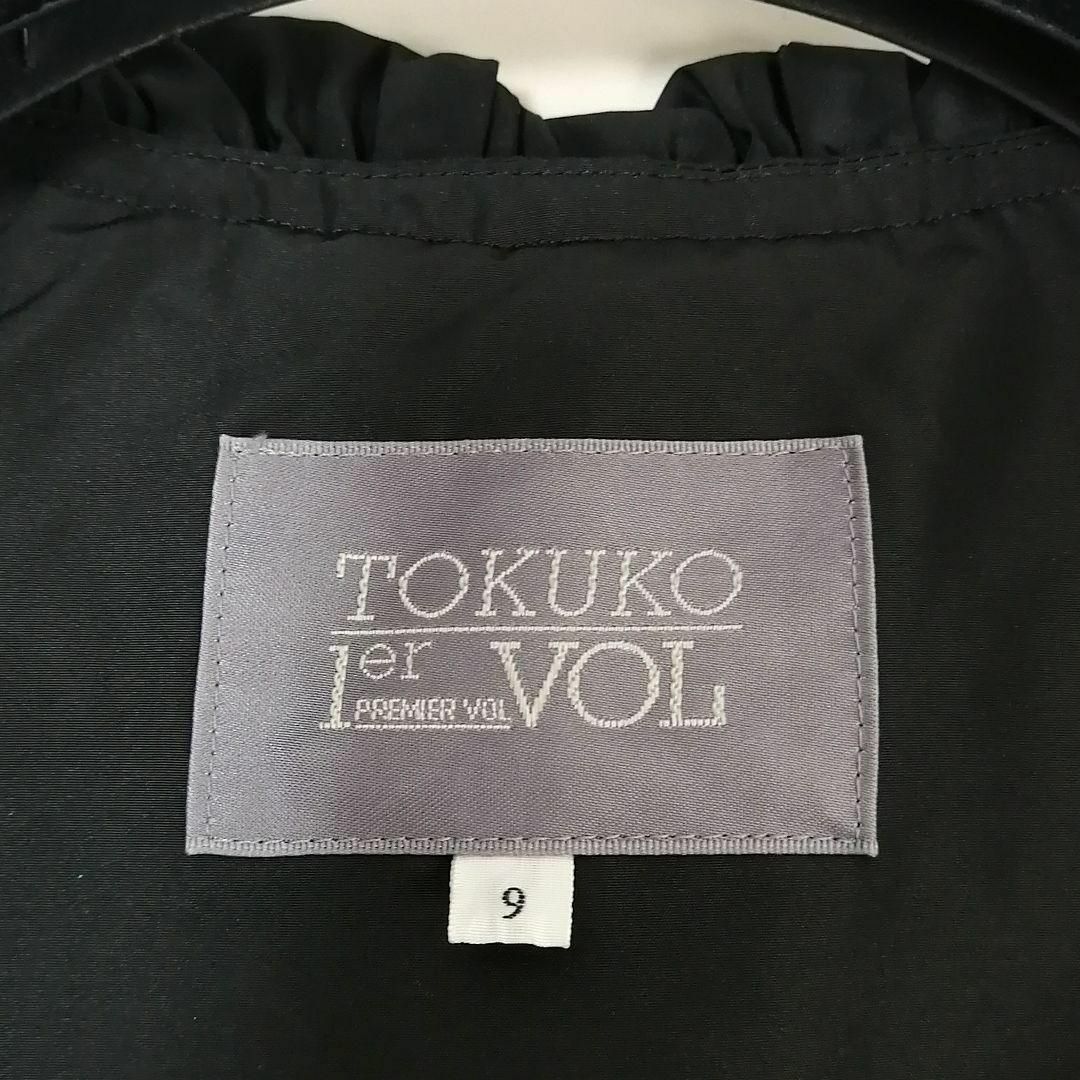 TOKUKO
1er VOL
PREMIER VOL
9